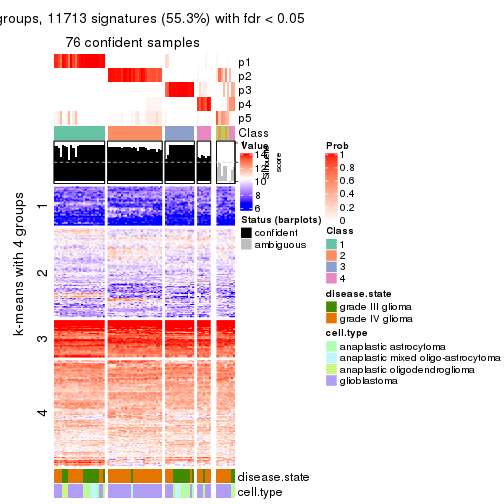 groups, 11713 signatures (55.3%) with fdr < 0.05
76 confident samples
p1
p2
p3
p4
p5
Class
k-means with 4 groups
1
2
3
4
Value
14
12
10
8
6
Silhouette
score
Status (barplots)
confident
ambiguous
Prob
1
0.8
0.6
0.4
0.2
0
Class
1
2
3
4
disease.state
grade III glioma
grade IV glioma
cell.type
anaplastic astrocytoma
anaplastic mixed oligo-astrocytoma
anaplastic oligodendroglioma
glioblastoma
disease.state
cell.type